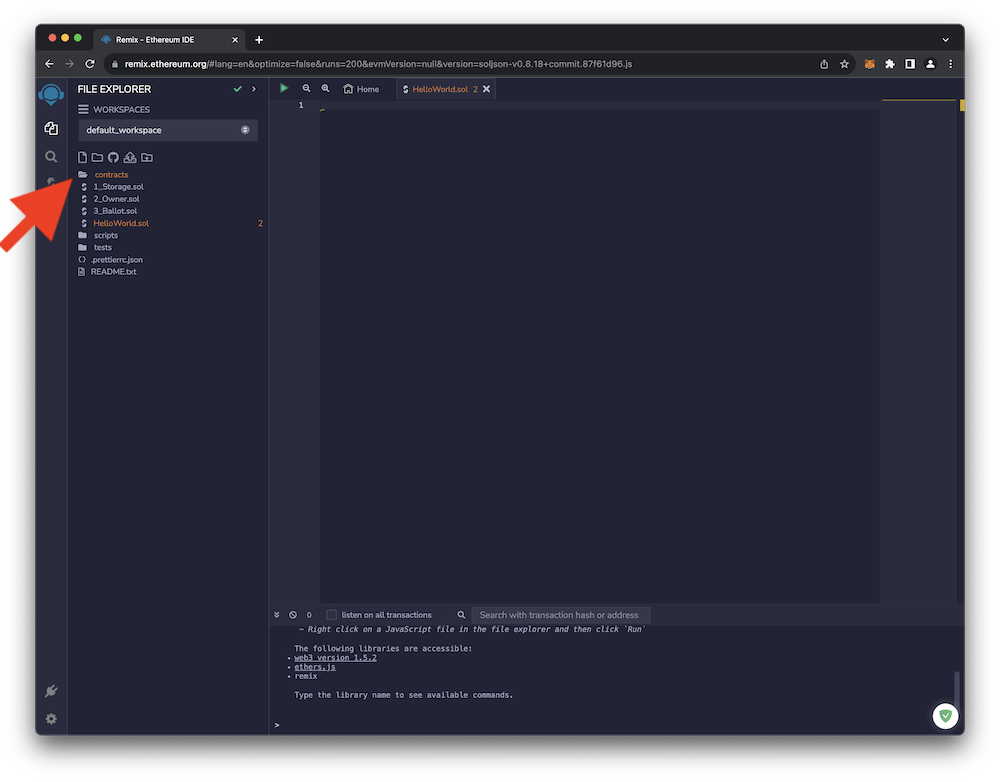 Remix - Ethereum IDE
remix.ethereum.org/#lang=en&optimize=false&runs=200&evmVersion=null&version=soljson-v0.8.18+commit.87f61d96.js
FILE EXPLORER
Home
HelloWorld.sol 2
WORKSPACES
1
default_workspace
contracts
1_Storage.sol
2_Owner.sol
3_Ballot.sol
HelloWorld.sol 2
scripts
tests
.prettierrc.json
README.txt
0 listen on all transactions Search with transaction hash or address
- Right click on a JavaScript file in the file explorer and then click `Run`
The following libraries are accessible:
• web3 version 1.5.2
• ethers.js
• remix
Type the library name to see available commands.
>